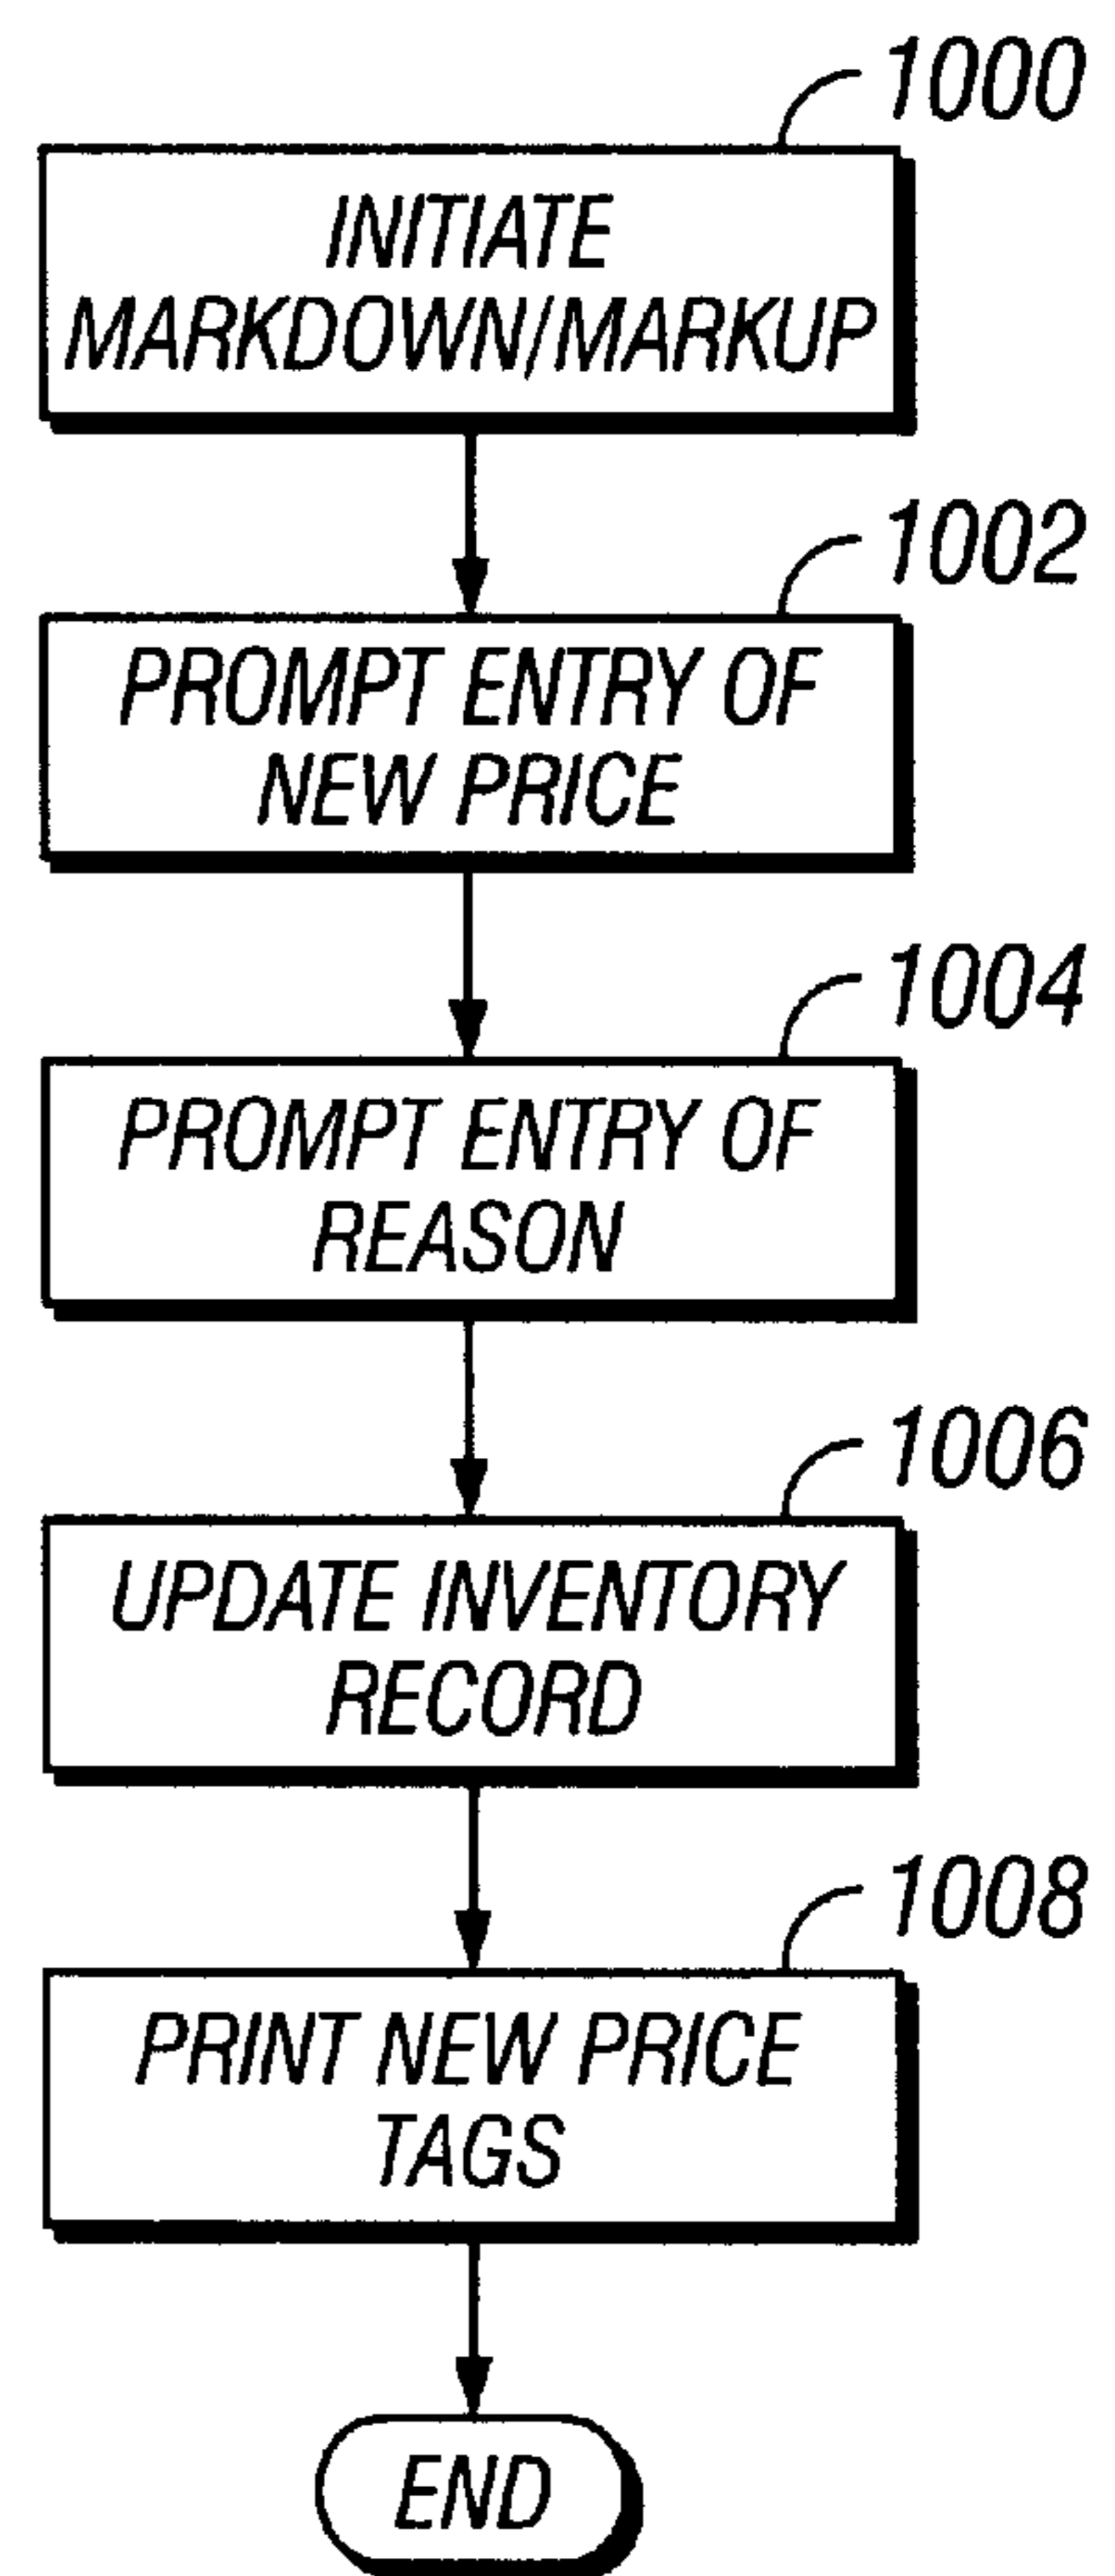 1000
INITIATE
MARKDOWN/MARKUP
1002
PROMPT ENTRY OF
NEW PRICE
1004
PROMPT ENTRY OF
REASON
1006
UPDATE INVENTORY
RECORD
1008
PRINT NEW PRICE
TAGS
END